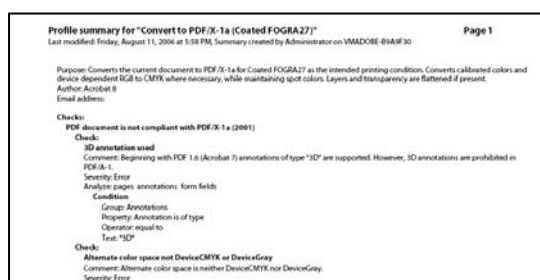 Profile summary for "Convert to PDF/X-1a (Coated FOGRA27)" Page 1
Last modified: Friday, August 11, 2006 at 5:58 PM, Summary created by Administrator on VMADOBE-B9A9F30
Purpose: Converts the current document to PDF/X-1a for Coated FOGRA27 as the intended printing condition. Converts calibrated colors and
device dependent RGB to CMYK where necessary, while maintaining spot colors. Layers and transparency are flattened if present.
Author: Acrobat 8
Email address:
Checks:
PDF document is not compliant with PDF/X-1a (2001)
Check:
3D annotation used
Comment: Beginning with PDF 1.6 (Acrobat 7) annotations of type "3D" are supported. However, 3D annotations are prohibited in
PDF/A-1.
Severity: Error
Analyze: pages annotations form fields
Condition
Group: Annotations
Property: Annotation is of type
Operator: equal to
Text: "3D"
Check:
Alternate color space not DeviceCMYK or DeviceGray
Comment: Alternate color space is neither DeviceCMYK nor DeviceGray.
Severity: Error